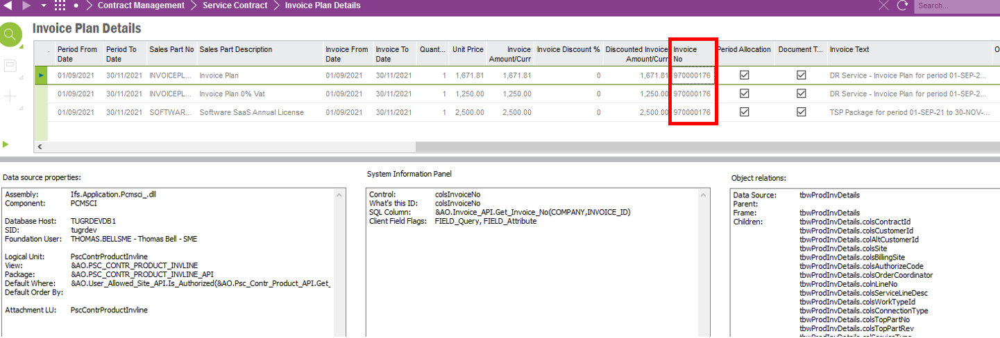 Contract Management > Service Contract > Invoice Plan Details
Search...
Invoice Plan Details
. Period From Date Period To Date Sales Part No Sales Part Description Invoice From Date Invoice To Date Quant... Unit Price Invoice Amount/Curr Invoice Discount % Discounted Invoice Amount/Curr Invoice No Period Allocation Document T... Invoice Text O
01/09/2021 30/11/2021 INVOICEPL... Invoice Plan 01/09/2021 30/11/2021 1 1,671.81 1,671.81 0 1,671.81 970000176 DR Service - Invoice Plan for period 01-SEP-2...
01/09/2021 30/11/2021 INVOICEPL... Invoice Plan 0% Vat 01/09/2021 30/11/2021 1 1,250.00 1,250.00 0 1,250.00 970000176 DR Service - Invoice Plan for period 01-SEP-2...
01/09/2021 30/11/2021 SOFTWAR... Software SaaS Annual License 01/09/2021 30/11/2021 1 2,500.00 2,500.00 0 2,500.00 970000176 TSP Package for period 01-SEP-21 to 30-NOV-...
Data source properties:
Assembly: Ifs.Application.Pcmsci_.dll
Component: PCMSCI
Database Host: TUGRDEVDB1
SID: tugrdev
Foundation User: THOMAS.BELLSME - Thomas Bell - SME
Logical Unit: PscContrProductInvline
View: &AO.PSC_CONTR_PRODUCT_INVLINE
Package: &AO.PSC_CONTR_PRODUCT_INVLINE_API
Default Where: &AO.User_Allowed_Site_API.Is_Authorized(&AO.Psc_Contr_Product_API.Get_
Default Order By:
Attachment LU: PscContrProductInvline
System Information Panel
Control: colsInvoiceNo
What's this ID: colsInvoiceNo
SQL Column: &AO.Invoice_API.Get_Invoice_No(COMPANY,INVOICE_ID)
Client Field Flags: FIELD_Query, FIELD_Attribute
Object relations:
Data Source: tbwProdInvDetails
Parent:
Frame: tbwProdInvDetails
Children: tbwProdInvDetails.colsContractId
tbwProdInvDetails.colsCustomerId
tbwProdInvDetails.colAltCustomerId
tbwProdInvDetails.colsSite
tbwProdInvDetails.colsBillingSite
tbwProdInvDetails.colsAuthorizeCode
tbwProdInvDetails.colsOrderCoordinator
tbwProdInvDetails.colnLineNo
tbwProdInvDetails.colsServiceLineDesc
tbwProdInvDetails.colsWorkTypeId
tbwProdInvDetails.colsConnectionType
tbwProdInvDetails.colsTopPartNo
tbwProdInvDetails.colsTopPartRev
tbwProdInvDetails.colsServiceType